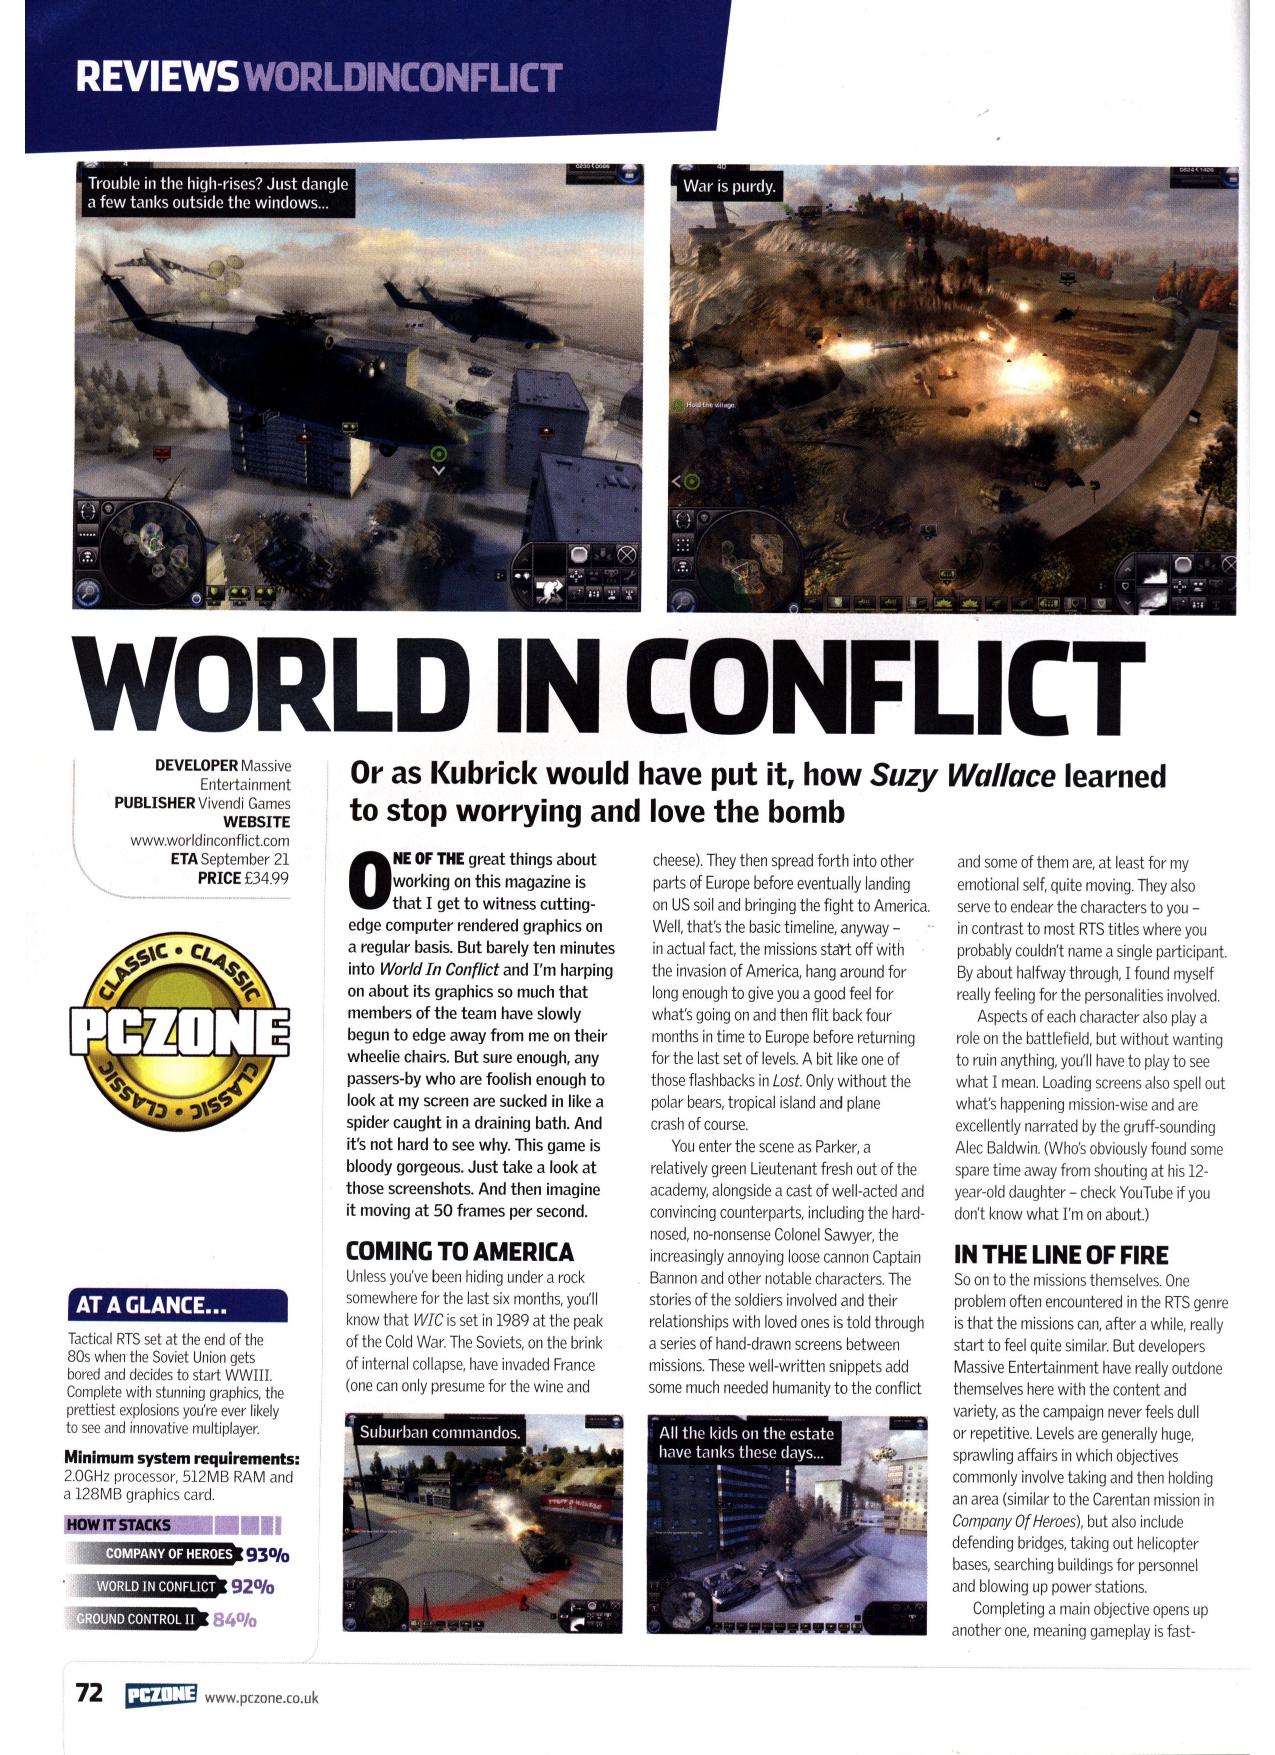 REVIEWS WORLDINCONFLICT
Trouble in the high-rises? Just dangle
a few tanks outside the windows...
War is purdy.
Hold the village.
WORLD IN CONFLICT
DEVELOPER Massive
Entertainment
PUBLISHER Vivendi Games
WEBSITE
www.worldinconflict.com
ETA September 21
PRICE £34.99
CLASSIC • CLASSIC
PCZONE
CLASSIC • CLASSIC
AT A GLANCE...
Tactical RTS set at the end of the
80s when the Soviet Union gets
bored and decides to start WWIII.
Complete with stunning graphics, the
prettiest explosions you're ever likely
to see and innovative multiplayer.
Minimum system requirements:
2.0GHz processor, 512MB RAM and
a 128MB graphics card.
HOW IT STACKS
COMPANY OF HEROES 93%
WORLD IN CONFLICT 92%
GROUND CONTROL II 84%
Or as Kubrick would have put it, how Suzy Wallace learned
to stop worrying and love the bomb
ONE OF THE great things about
working on this magazine is
that I get to witness cutting-
edge computer rendered graphics on
a regular basis. But barely ten minutes
into World In Conflict and I'm harping
on about its graphics so much that
members of the team have slowly
begun to edge away from me on their
wheelie chairs. But sure enough, any
passers-by who are foolish enough to
look at my screen are sucked in like a
spider caught in a draining bath. And
it's not hard to see why. This game is
bloody gorgeous. Just take a look at
those screenshots. And then imagine
it moving at 50 frames per second.
COMING TO AMERICA
Unless you've been hiding under a rock
somewhere for the last six months, you'll
know that WIC is set in 1989 at the peak
of the Cold War. The Soviets, on the brink
of internal collapse, have invaded France
(one can only presume for the wine and
cheese). They then spread forth into other
parts of Europe before eventually landing
on US soil and bringing the fight to America.
Well, that's the basic timeline, anyway –
in actual fact, the missions start off with
the invasion of America, hang around for
long enough to give you a good feel for
what's going on and then flit back four
months in time to Europe before returning
for the last set of levels. A bit like one of
those flashbacks in Lost. Only without the
polar bears, tropical island and plane
crash of course.
You enter the scene as Parker, a
relatively green Lieutenant fresh out of the
academy, alongside a cast of well-acted and
convincing counterparts, including the hard-
nosed, no-nonsense Colonel Sawyer, the
increasingly annoying loose cannon Captain
Bannon and other notable characters. The
stories of the soldiers involved and their
relationships with loved ones is told through
a series of hand-drawn screens between
missions. These well-written snippets add
some much needed humanity to the conflict
and some of them are, at least for my
emotional self, quite moving. They also
serve to endear the characters to you –
in contrast to most RTS titles where you
probably couldn't name a single participant.
By about halfway through, I found myself
really feeling for the personalities involved.
Aspects of each character also play a
role on the battlefield, but without wanting
to ruin anything, you'll have to play to see
what I mean. Loading screens also spell out
what's happening mission-wise and are
excellently narrated by the gruff-sounding
Alec Baldwin. (Who's obviously found some
spare time away from shouting at his 12-
year-old daughter – check YouTube if you
don't know what I'm on about.)
IN THE LINE OF FIRE
So on to the missions themselves. One
problem often encountered in the RTS genre
is that the missions can, after a while, really
start to feel quite similar. But developers
Massive Entertainment have really outdone
themselves here with the content and
variety, as the campaign never feels dull
or repetitive. Levels are generally huge,
sprawling affairs in which objectives
commonly involve taking and then holding
an area (similar to the Carentan mission in
Company Of Heroes), but also include
defending bridges, taking out helicopter
bases, searching buildings for personnel
and blowing up power stations.
Completing a main objective opens up
another one, meaning gameplay is fast-
Suburban commandos.
All the kids on the estate
have tanks these days...
72 PCZONE www.pczone.co.uk